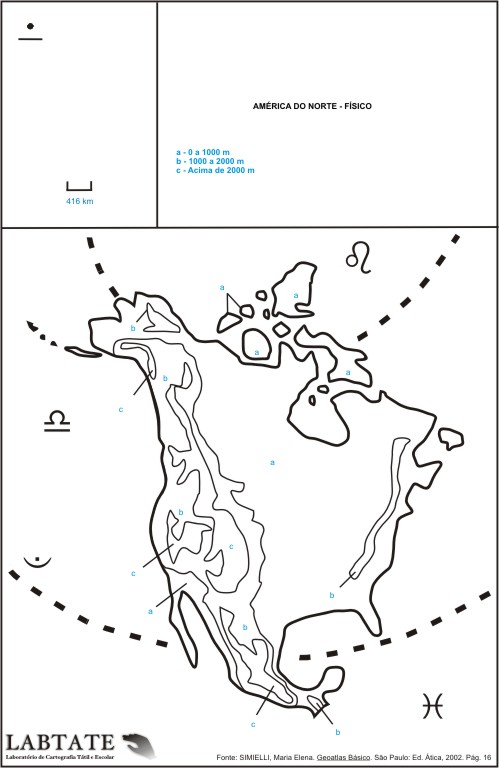 AMÉRICA DO NORTE - FÍSICO
a - 0 a 1000 m
b - 1000 a 2000 m
c - Acima de 2000 m
416 km
a
a
b
a
a
b
c
a
b
c
c
b
a
b
c
b
LABTATE
Laboratório de Cartografia Tátil e Escolar
Fonte: SIMIELLI, Maria Elena. Geoatlas Básico. São Paulo: Ed. Ática, 2002. Pág. 16